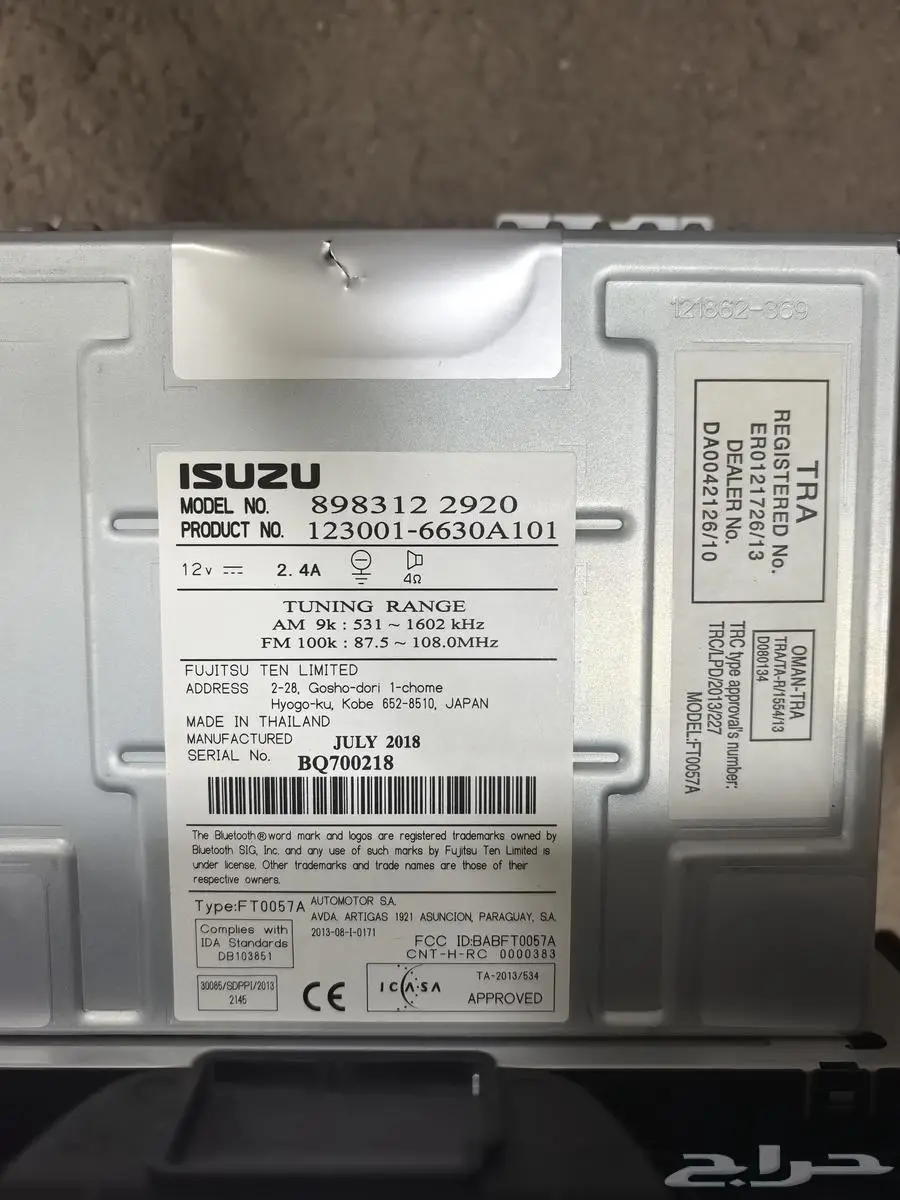 121862-369
ISUZU
MODEL NO. 898312 2920
PRODUCT NO. 123001-6630A101
12v 2.4A 4Ω
TUNING RANGE
AM 9k : 531 ~ 1602 kHz
FM 100k : 87.5 ~ 108.0MHz
FUJITSU TEN LIMITED
ADDRESS 2-28, Gosho-dori 1-chome
Hyogo-ku, Kobe 652-8510, JAPAN
MADE IN THAILAND
MANUFACTURED JULY 2018
SERIAL No. BQ700218
The Bluetooth® word mark and logos are registered trademarks owned by
Bluetooth SIG, Inc. and any use of such marks by Fujitsu Ten Limited is
under license. Other trademarks and trade names are those of their
respective owners.
Type:FT0057A AUTOMOTOR S.A.
AVDA. ARTIGAS 1921 ASUNCION, PARAGUAY, S.A.
2013-08-I-0171
Complies with
IDA Standards
DB103851
FCC ID:BABFT0057A
CNT-H-RC 0000383
30085/SDPPI/2013
2145
CE
ICASA
TA-2013/534
APPROVED
TRA
REGISTERED No.
ER0121726/13
DEALER No.
DA0042126/10
OMAN-TRA
TRA/TA-R/1554/13
D080134
TRC type approval's number:
TRC/LPD/2013/227
MODEL:FT0057A
حراج